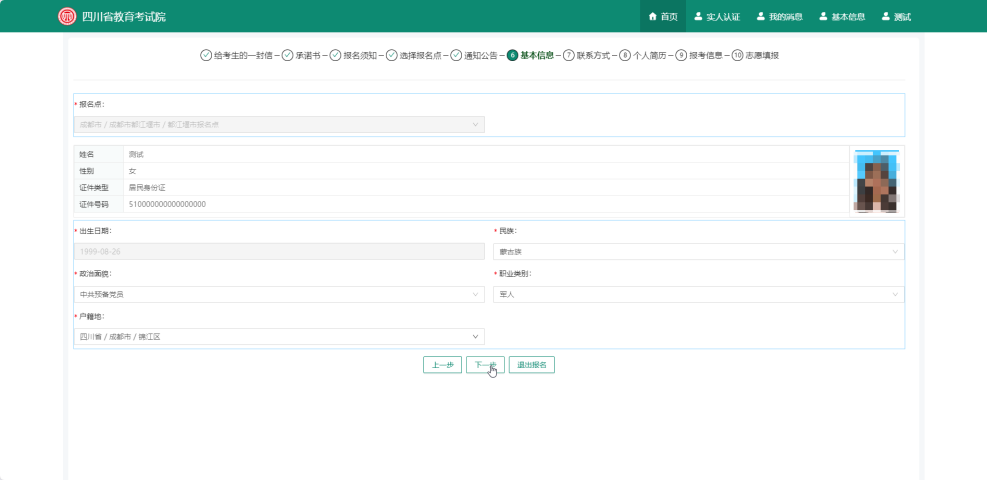 四川省教育考试院
首页 实人认证 我的消息 基本信息 测试
给考生的一封信 – 承诺书 – 报名须知 – 选择报名点 – 通知公告 – 6 基本信息 – 7 联系方式 – 8 个人简历 – 9 报考信息 – 10 志愿填报
* 报名点:
成都市 / 成都市都江堰市 / 都江堰市报名点
姓名 测试
性别 女
证件类型 居民身份证
证件号码 510000000000000000
* 出生日期: * 民族:
1999-08-26 蒙古族
* 政治面貌: * 职业类别:
中共预备党员 军人
* 户籍地:
四川省 / 成都市 / 锦江区
上一步 下一步 退出报名